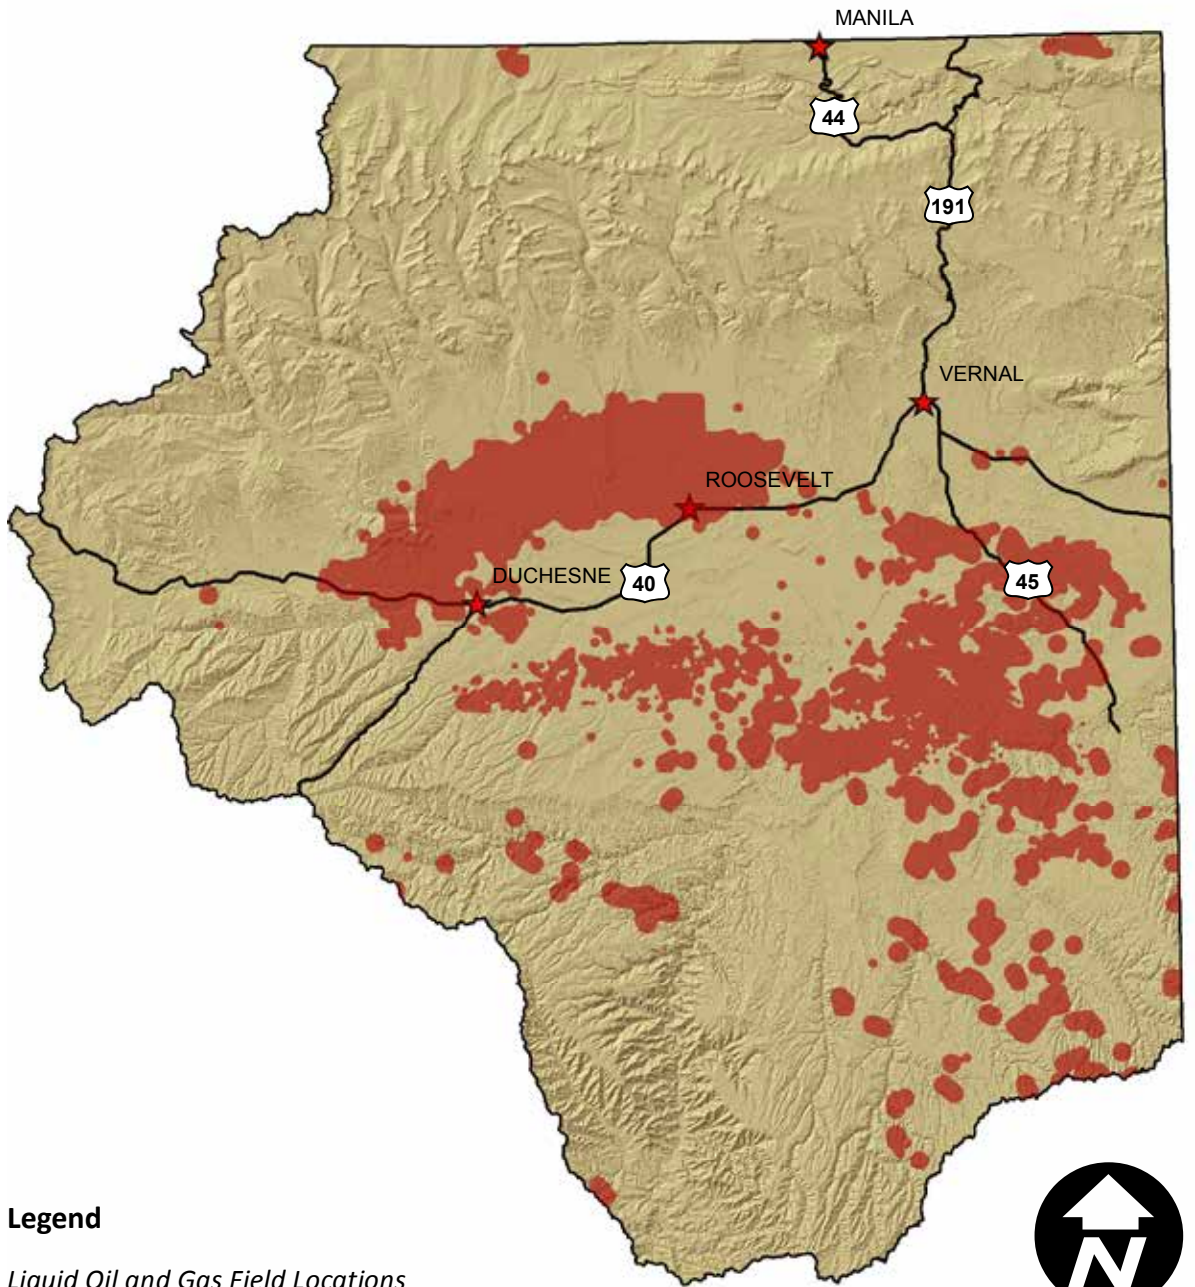 MANILA
44
191
VERNAL
ROOSEVELT
DUCHESNE
40
45
Legend
Liquid Oil and Gas Field Locations
N